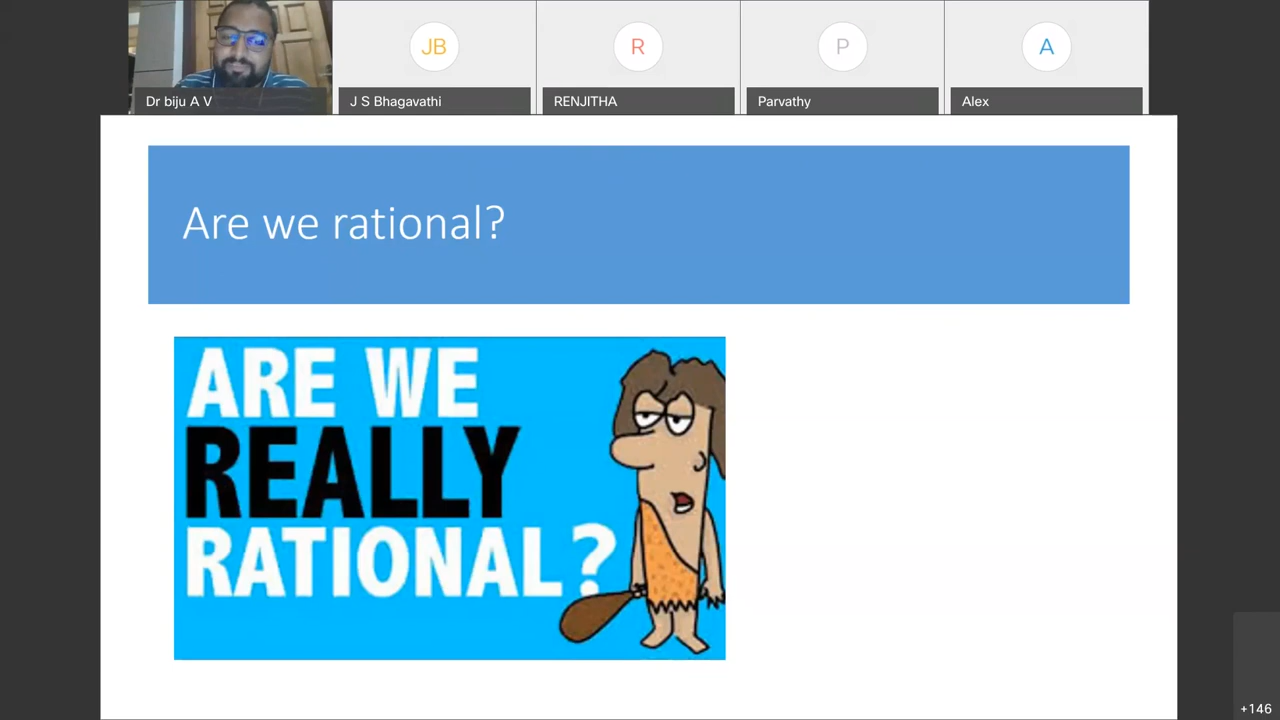 JB
R
P
A
Dr biju A V
J S Bhagavathi
RENJITHA
Parvathy
Alex
Are we rational?
ARE WE
REALLY
RATIONAL?
+146